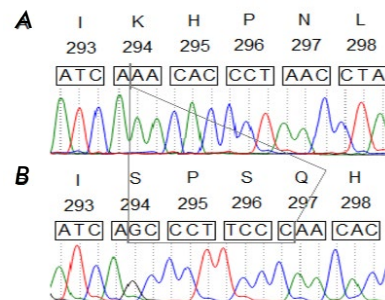 A
I K H P N L
293 294 295 296 297 298
ATC AAA CAC CCT AAC CTA
B
I S P S Q H
293 294 295 296 297 298
ATC AGC CCT TCC CAA CAC